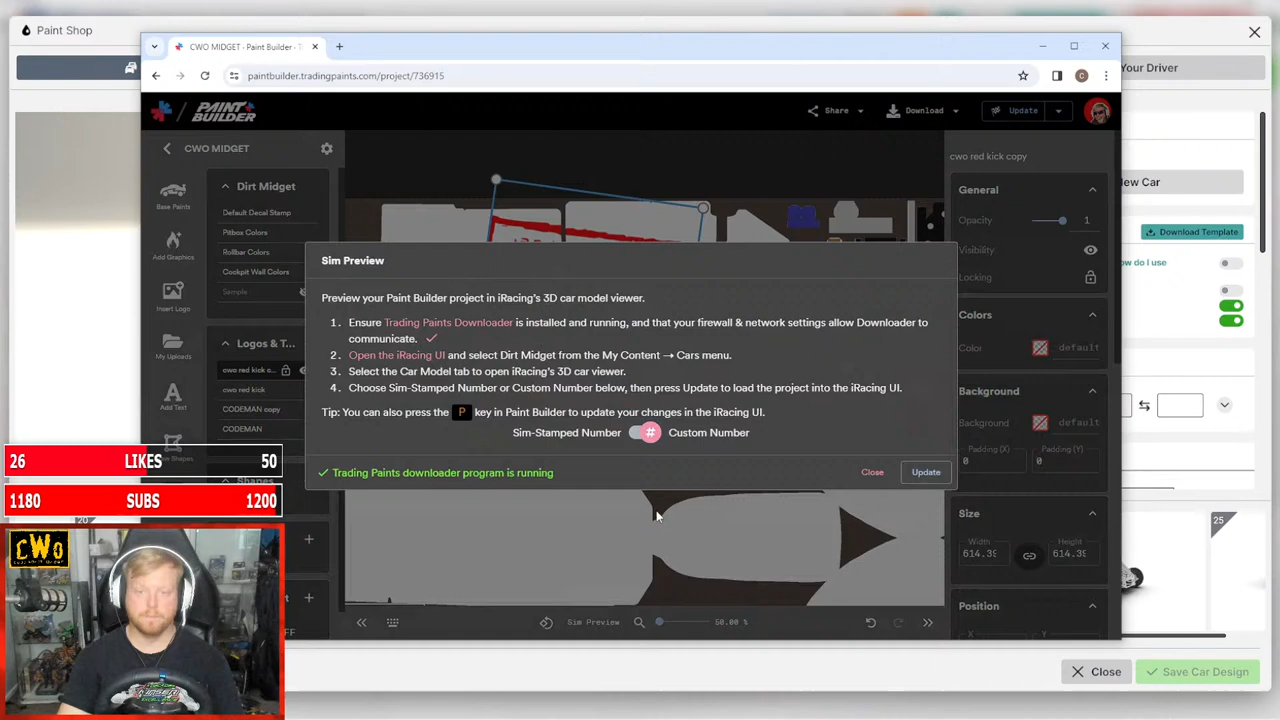 Paint Shop
CWO MIDGET - Paint Builder - T
paintbuilder.tradingpaints.com/project/736915
C
Your Driver
PAINT BUILDER
Share
Download
Update
CWO MIDGET
cwo red kick copy
Base Paints
Dirt Midget
Default Decal Stamp
Pitbox Colors
Rollbar Colors
Cockpit Wall Colors
Sample
General
Opacity
1
Visibility
Locking
New Car
Download Template
How do I use
Add Graphics
Insert Logo
My Uploads
Add Text
Add Shapes
Logos & T...
cwo red kick c...
cwo red kick
CODEMAN copy
CODEMAN
Shapes
Sim Preview
Preview your Paint Builder project in iRacing's 3D car model viewer.
1. Ensure Trading Paints Downloader is installed and running, and that your firewall & network settings allow Downloader to
communicate.
2. Open the iRacing UI and select Dirt Midget from the My Content → Cars menu.
3. Select the Car Model tab to open iRacing's 3D car viewer.
4. Choose Sim-Stamped Number or Custom Number below, then press Update to load the project into the iRacing UI.
Tip: You can also press the P key in Paint Builder to update your changes in the iRacing UI.
Sim-Stamped Number # Custom Number
Trading Paints downloader program is running
Close
Update
Colors
Color
default
Background
Background
default
Padding (X)
Padding (Y)
0
0
Size
Width
Height
614.39
614.39
Position
X
Y
26 LIKES 50
1180 SUBS 1200
20
25
CWO
Sim Preview
50.00 %
Close
Save Car Design